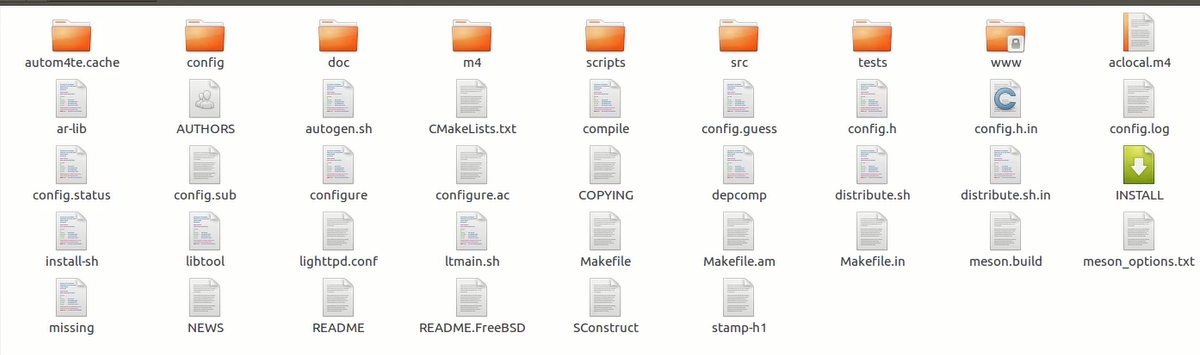 autom4te.cache config doc m4 scripts src tests www aclocal.m4
ar-lib AUTHORS autogen.sh CMakeLists.txt compile config.guess config.h config.h.in config.log
config.status config.sub configure configure.ac COPYING depcomp distribute.sh distribute.sh.in INSTALL
install-sh libtool lighttpd.conf ltmain.sh Makefile Makefile.am Makefile.in meson.build meson_options.txt
missing NEWS README README.FreeBSD SConstruct stamp-h1